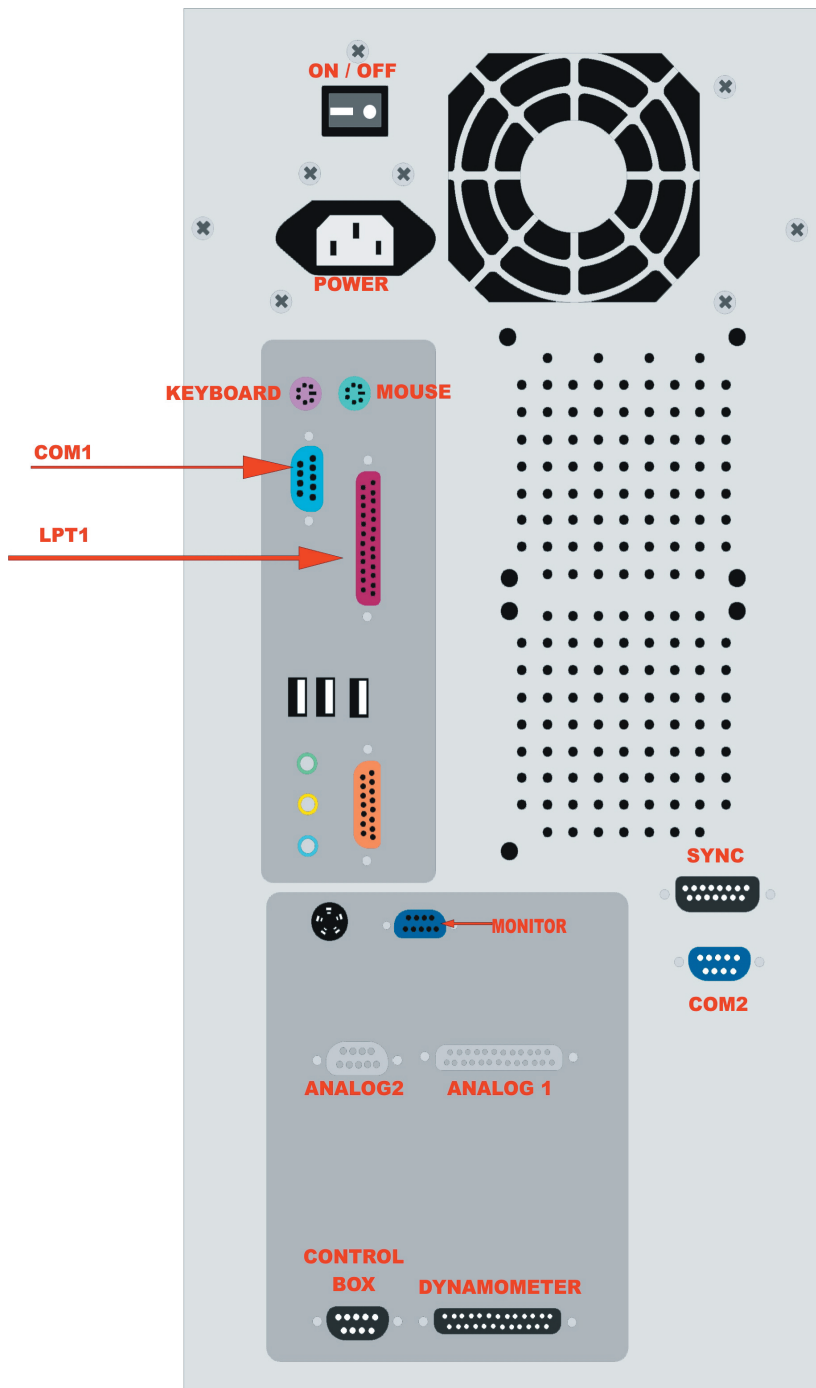 ON / OFF
POWER
KEYBOARD
MOUSE
COM1
LPT1
SYNC
MONITOR
COM2
ANALOG2
ANALOG 1
CONTROL
BOX
DYNAMOMETER